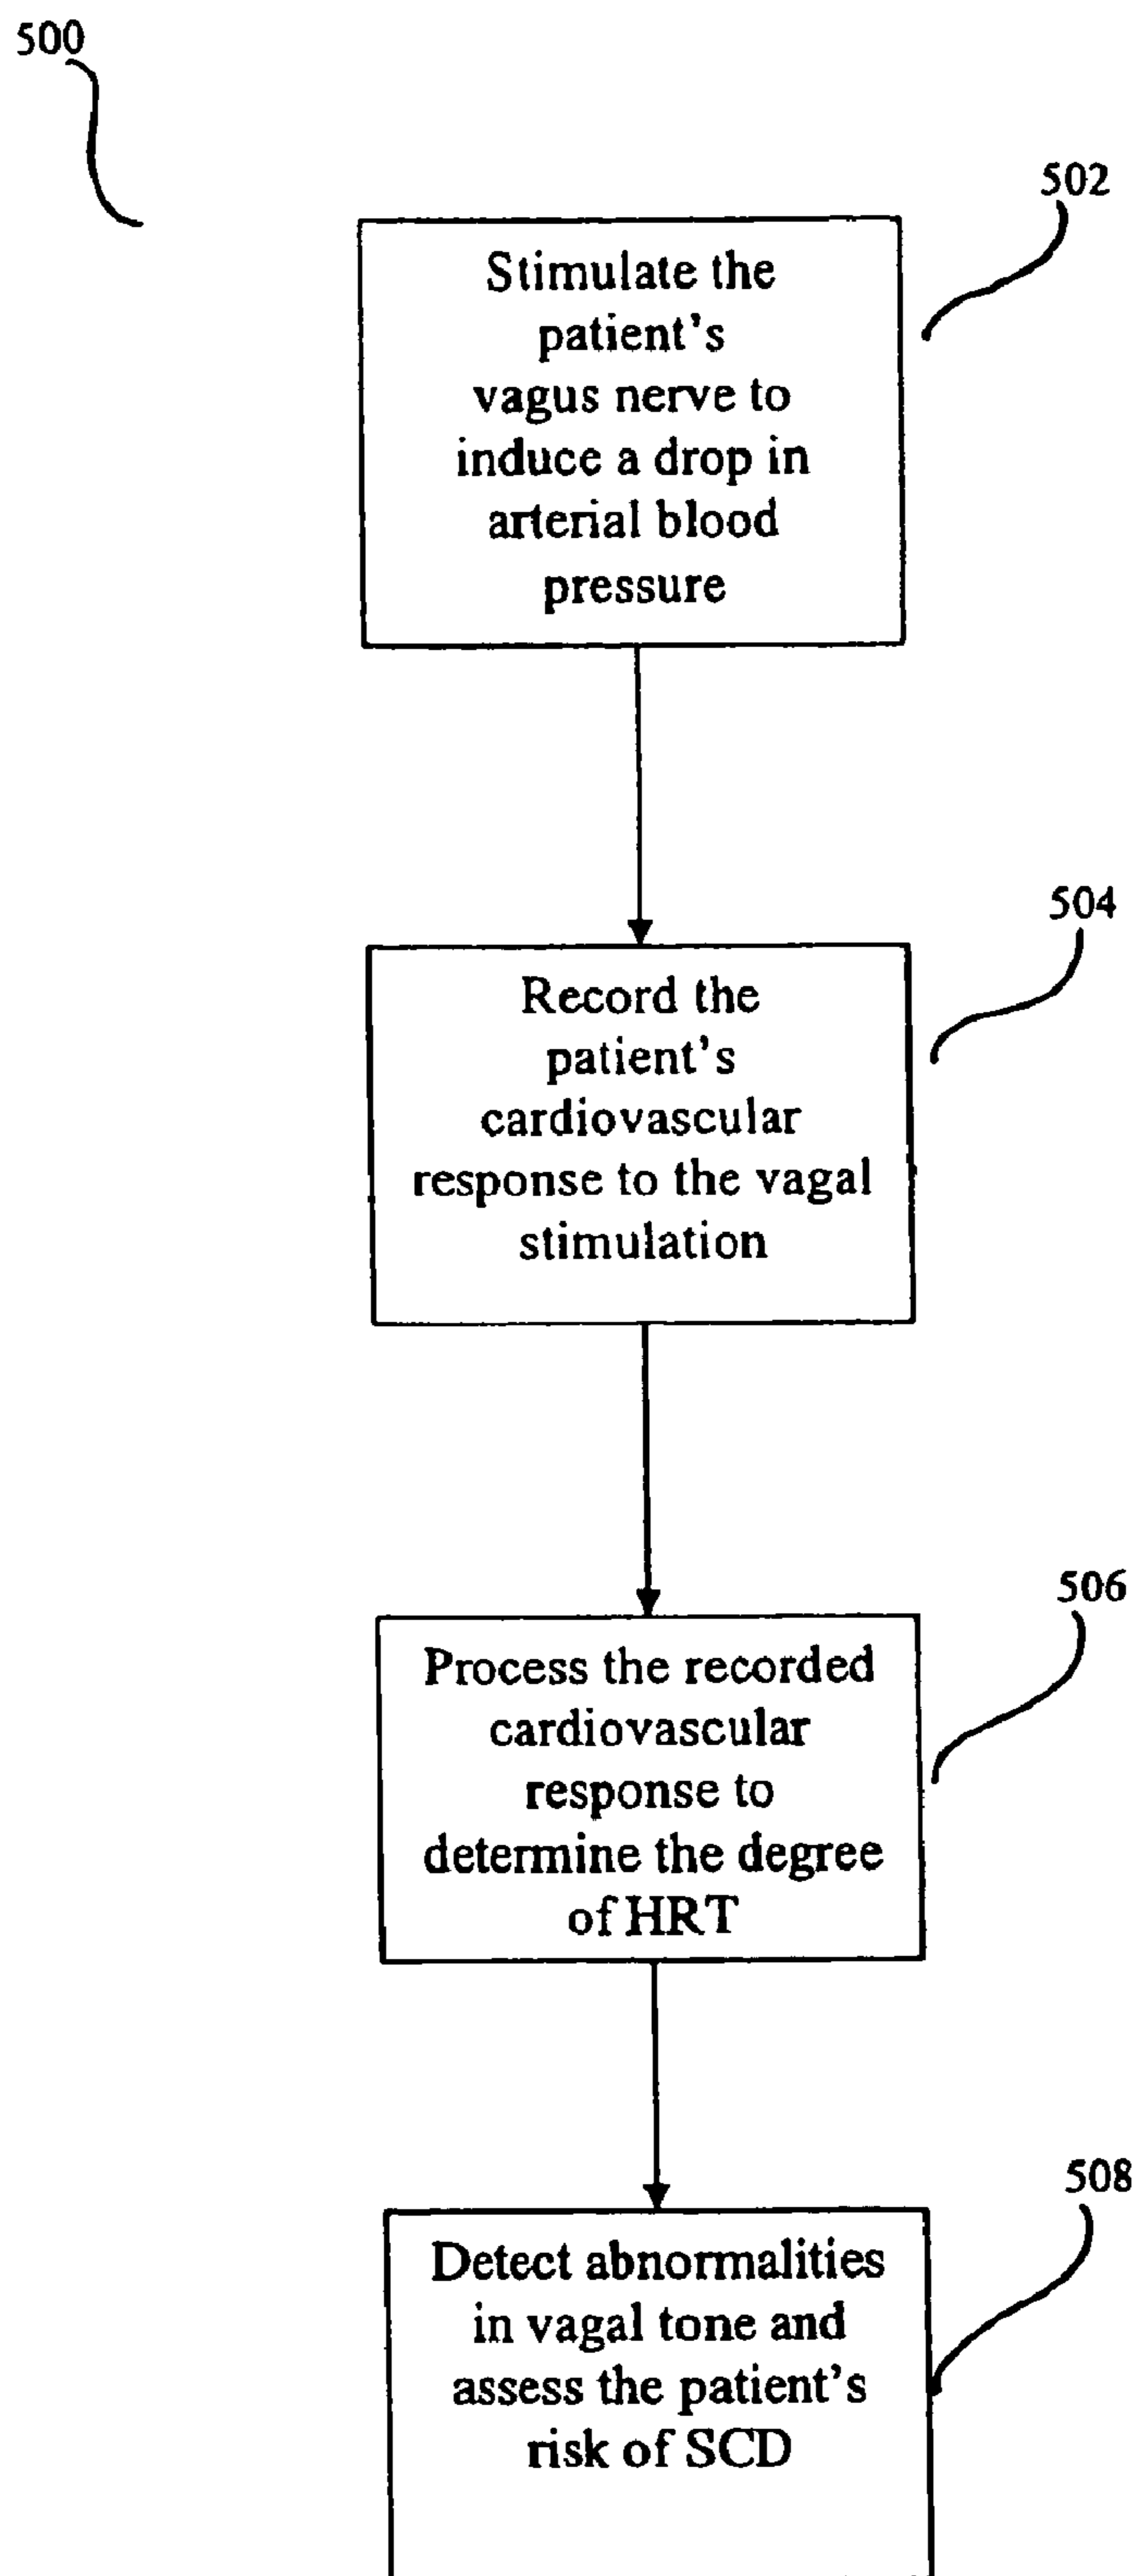 500
502
Stimulate the
patient's
vagus nerve to
induce a drop in
arterial blood
pressure
504
Record the
patient's
cardiovascular
response to the vagal
stimulation
506
Process the recorded
cardiovascular
response to
determine the degree
of HRT
508
Detect abnormalities
in vagal tone and
assess the patient's
risk of SCD